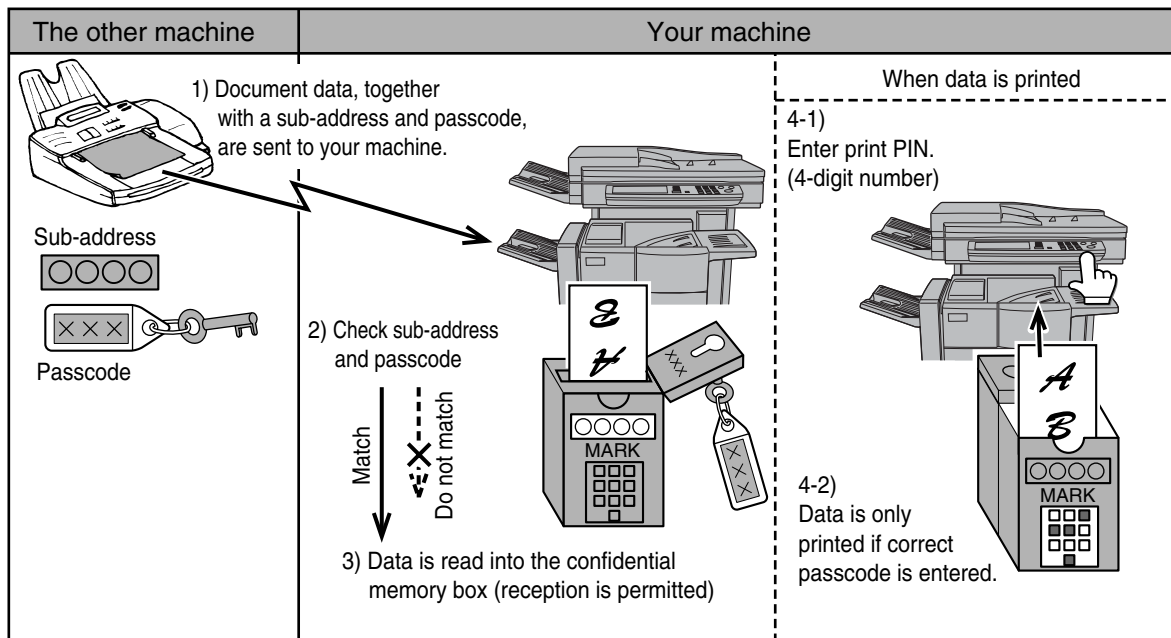 The other machine
Your machine
1) Document data, together
with a sub-address and passcode,
are sent to your machine.
Sub-address
XXX
Passcode
2) Check sub-address
and passcode
Match
Do not match
A
B
XXX
XXX
MARK
3) Data is read into the confidential
memory box (reception is permitted)
When data is printed
4-1)
Enter print PIN.
(4-digit number)
A
B
MARK
4-2)
Data is only
printed if correct
passcode is entered.